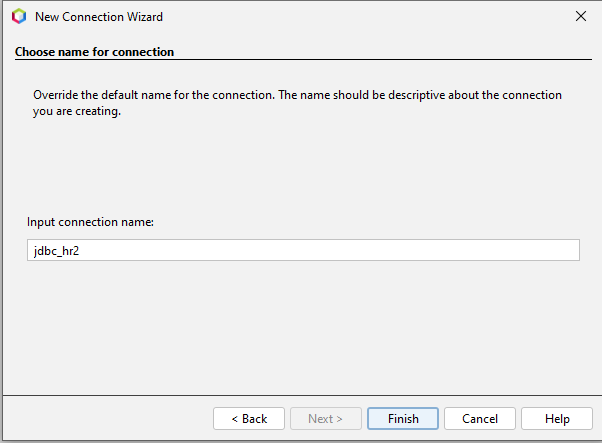 New Connection Wizard
Choose name for connection
Override the default name for the connection. The name should be descriptive about the connection
you are creating.
Input connection name:
jdbc_hr2
< Back Next > Finish Cancel Help